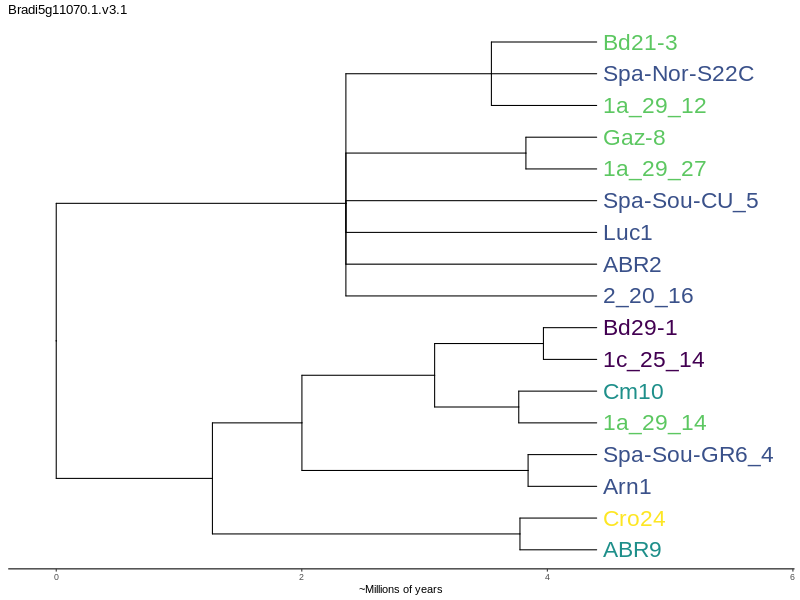 Bradi5g11070.1.v3.1
Bd21-3
Spa-Nor-S22C
1a_29_12
Gaz-8
1a_29_27
Spa-Sou-CU_5
Luc1
ABR2
2_20_16
Bd29-1
1c_25_14
Cm10
1a_29_14
Spa-Sou-GR6_4
Arn1
Cro24
ABR9
0 2 4 6
~Millions of years